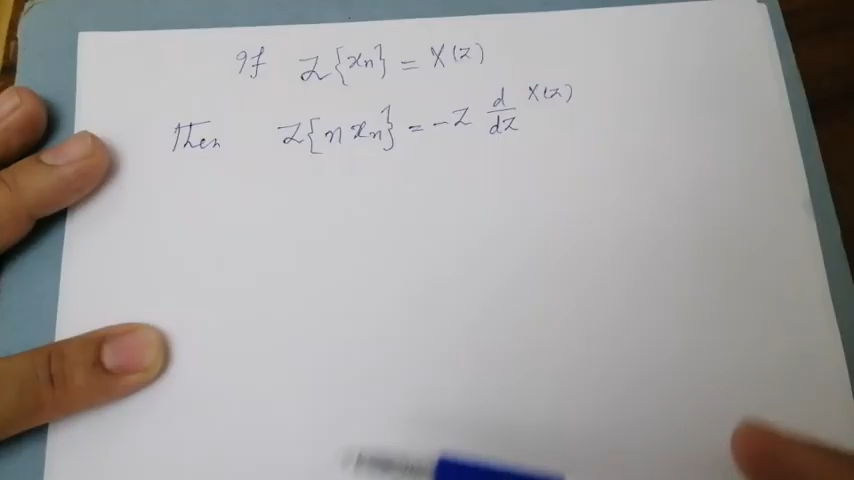 If Z{xn} = X(z)
Then Z{n xn} = -z d/dz X(z)